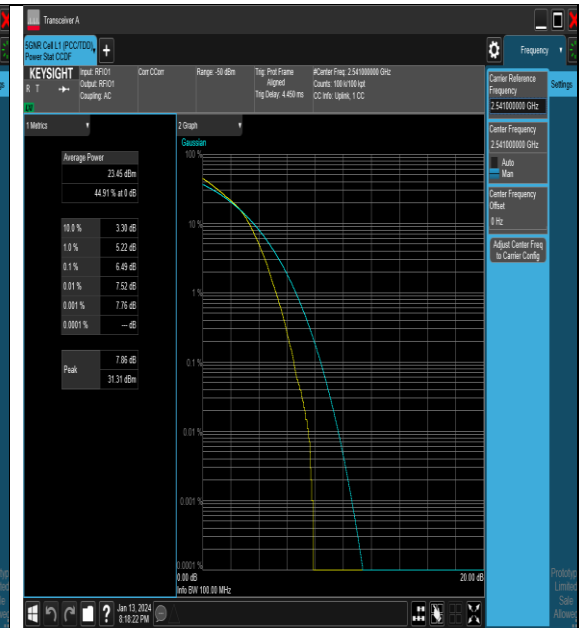 Transceiver A
5GNR Cell L1 (PCC/TDD),
Power Stat CCDF
Frequency
KEYSIGHT
R T
LV
Input: RFIO1
Output: RFIO1
Coupling: AC
Corr CCorr
Range: -50 dBm
Trig: Prot Frame
Aligned
Trig Delay: 4.450 ms
#Center Freq: 2.541000000 GHz
Counts: 100 k/100 kpt
CC Info: Uplink, 1 CC
Carrier Reference
Frequency
2.541000000 GHz
Settings
Center Frequency
2.541000000 GHz
Auto
Man
Center Frequency
Offset
0 Hz
Adjust Center Freq
to Carrier Config
1 Metrics
Average Power
23.45 dBm
44.91 % at 0 dB
10.0 % 3.30 dB
1.0 % 5.22 dB
0.1 % 6.49 dB
0.01 % 7.52 dB
0.001 % 7.76 dB
0.0001 % --- dB
Peak
7.86 dB
31.31 dBm
2 Graph
Gaussian
100 %
10 %
1 %
0.1 %
0.01 %
0.001 %
0.0001 %
0.00 dB
20.00 dB
Info BW 100.00 MHz
Jan 13, 2024
8:18:22 PM
?
Prototyp
Limited
Sale
Allowed